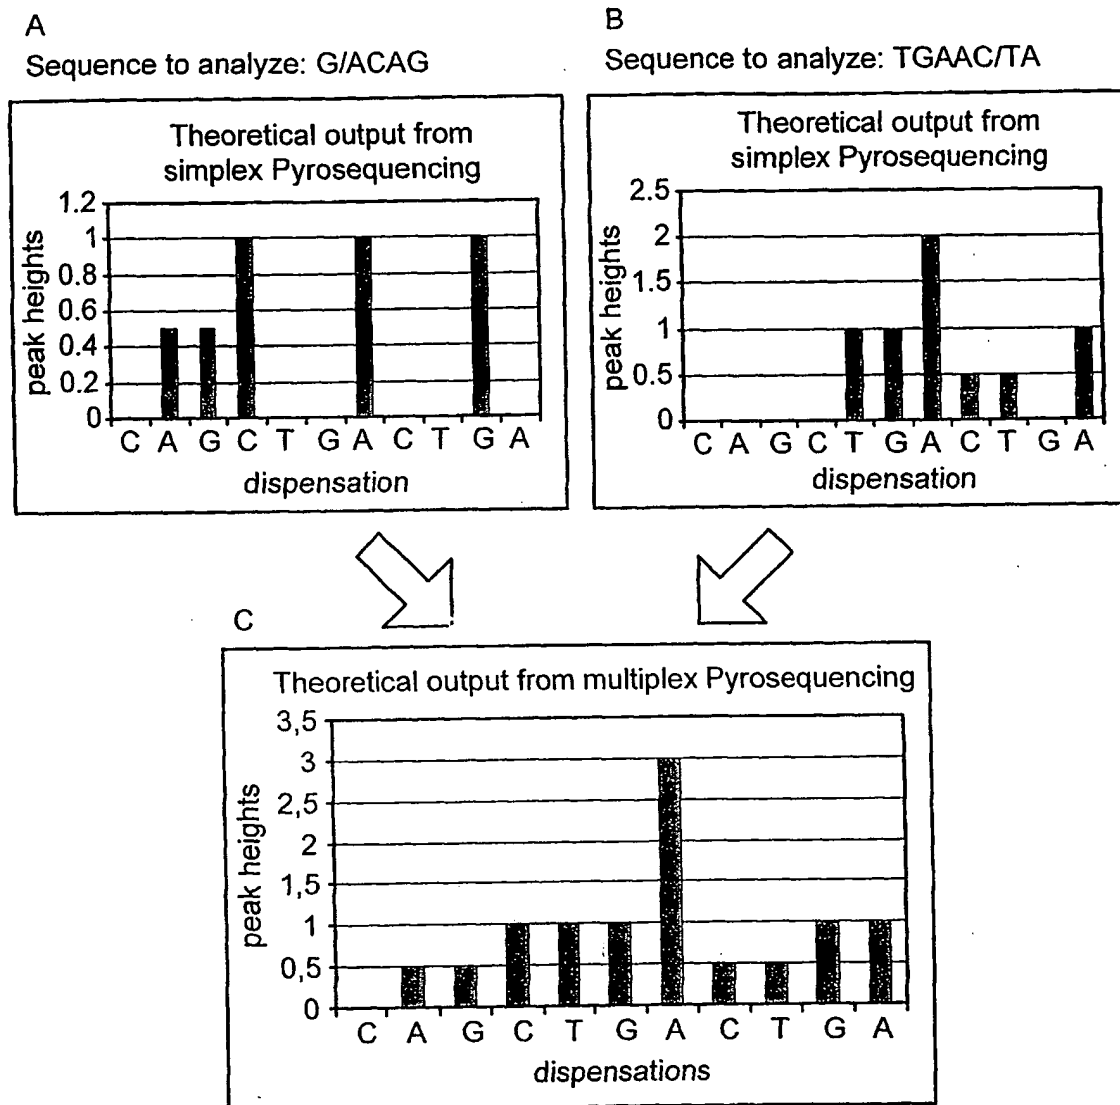 A
Sequence to analyze: G/ACAG
Theoretical output from
simplex Pyrosequencing
peak heights
1.2
1
0.8
0.6
0.4
0.2
0
C A G C T G A C T G A
dispensation
B
Sequence to analyze: TGAAC/TA
Theoretical output from
simplex Pyrosequencing
peak heights
2.5
2
1.5
1
0.5
0
C A G C T G A C T G A
dispensation
C
Theoretical output from multiplex Pyrosequencing
peak heights
3,5
3
2,5
2
1,5
1
0,5
0
C A G C T G A C T G A
dispensations